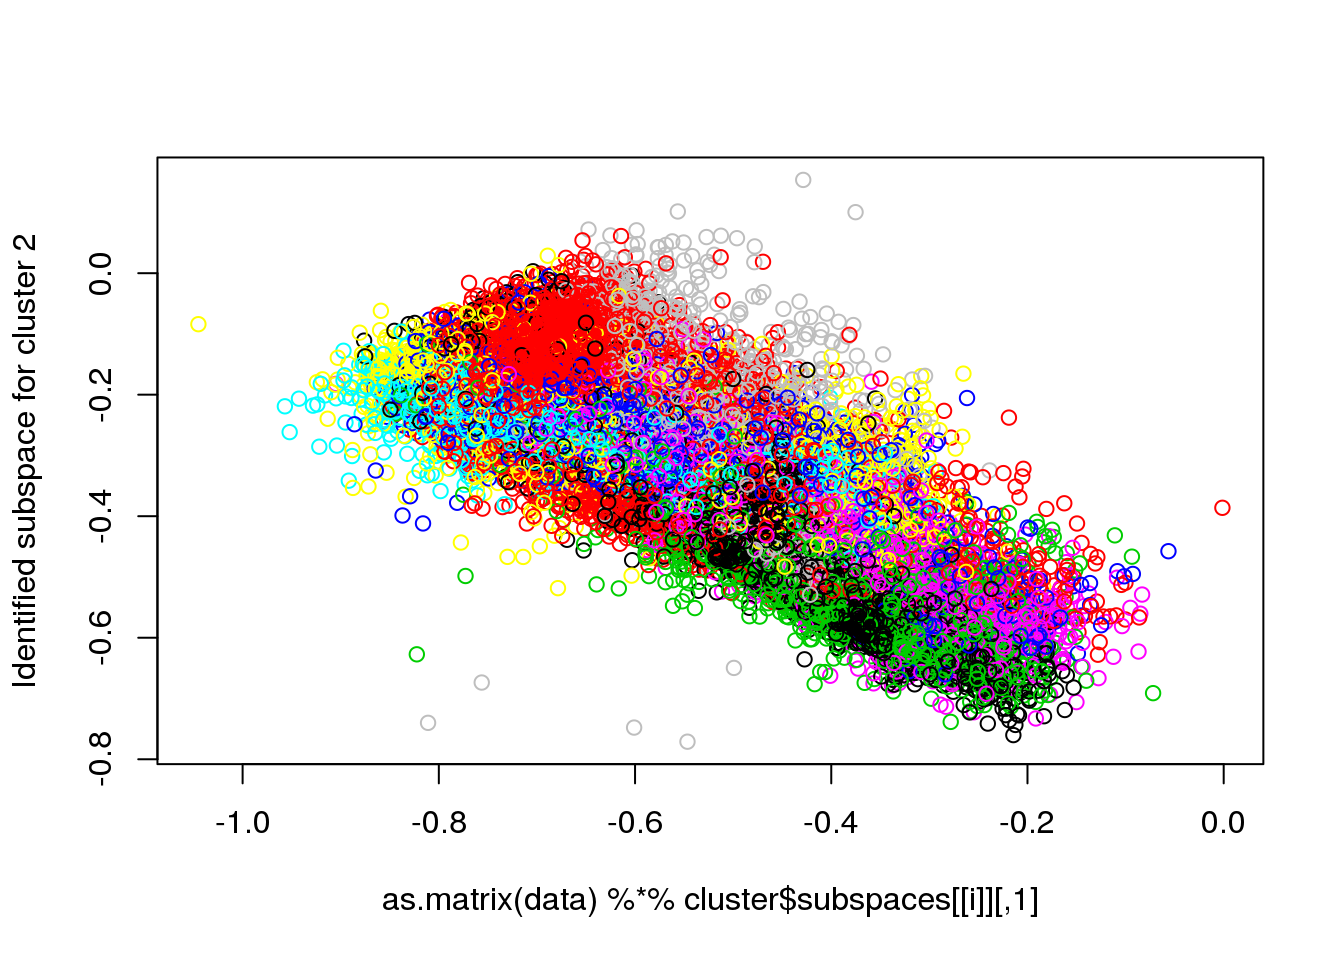 Identified subspace for cluster 2
0.0
-0.2
-0.4
-0.6
-0.8
-1.0 -0.8 -0.6 -0.4 -0.2 0.0
as.matrix(data) %*% cluster$subspaces[[i]][,1]